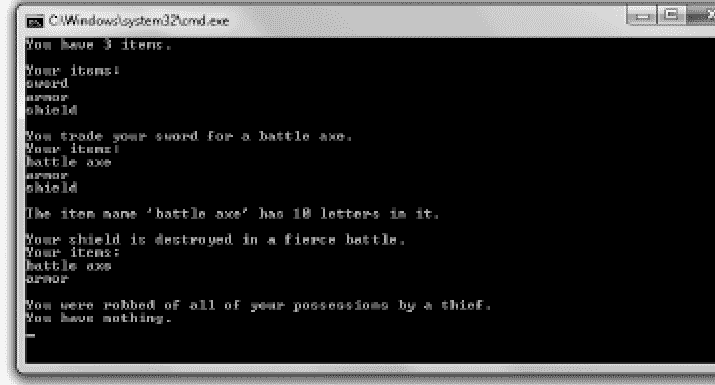 C:\Windows\system32\cmd.exe
You have 3 items.
Your items:
sword
armor
shield
You trade your sword for a battle axe.
Your items:
battle axe
armor
shield
The item name 'battle axe' has 10 letters in it.
Your shield is destroyed in a fierce battle.
Your items:
battle axe
armor
You were robbed of all of your possessions by a thief.
You have nothing.